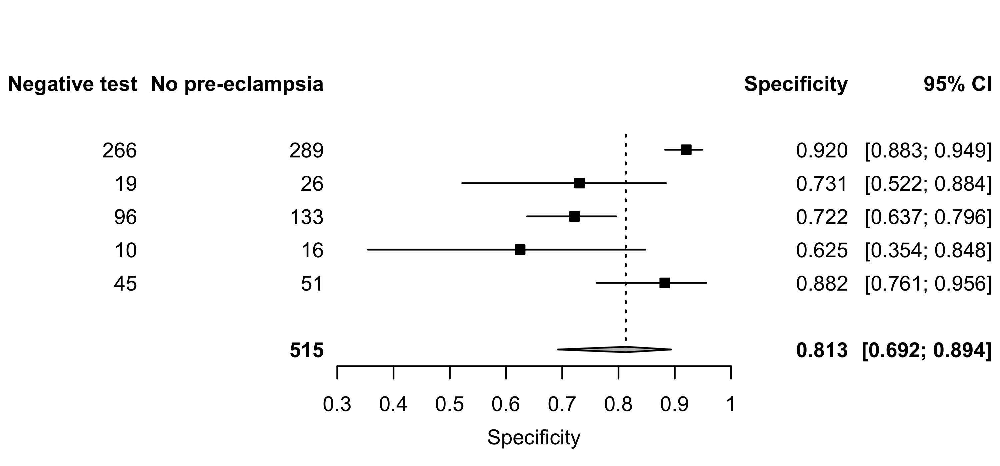 Negative test No pre-eclampsia Specificity 95% CI
266 289 0.920 [0.883; 0.949]
19 26 0.731 [0.522; 0.884]
96 133 0.722 [0.637; 0.796]
10 16 0.625 [0.354; 0.848]
45 51 0.882 [0.761; 0.956]
515 0.813 [0.692; 0.894]
0.3 0.4 0.5 0.6 0.7 0.8 0.9 1
Specificity